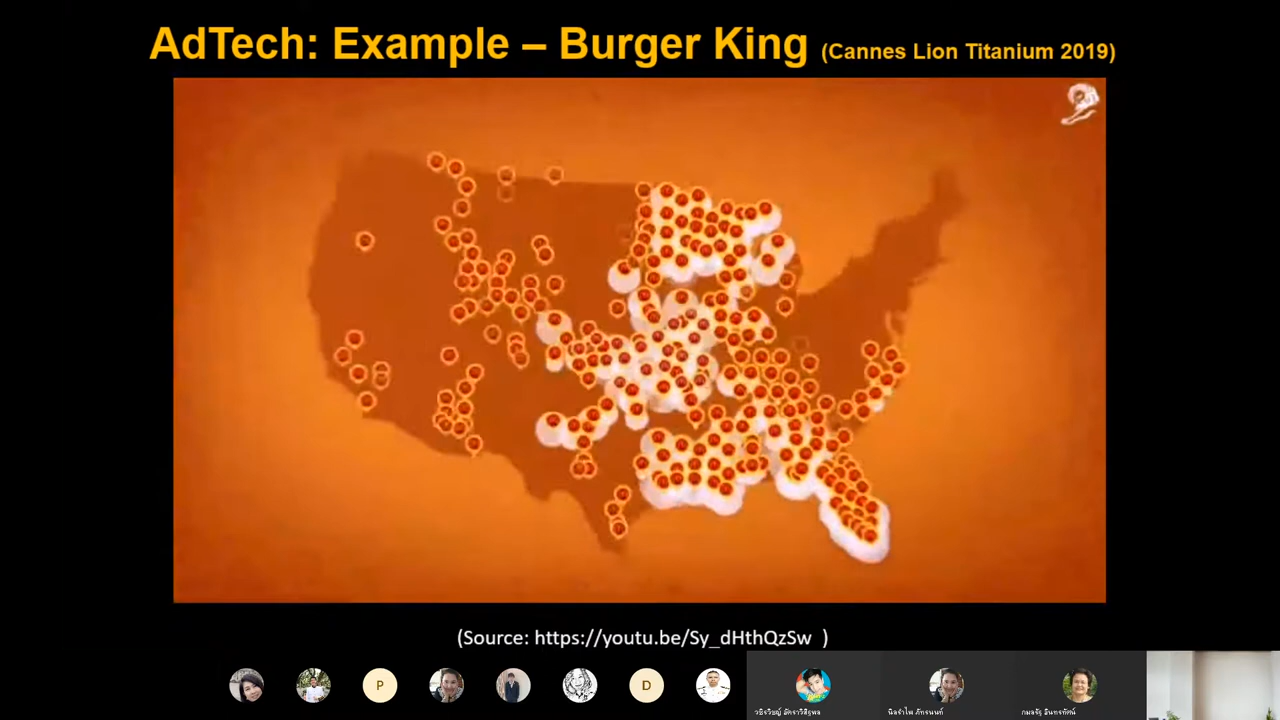 AdTech: Example – Burger King (Cannes Lion Titanium 2019)
(Source: https://youtu.be/Sy_dHthQzSw )
P
D